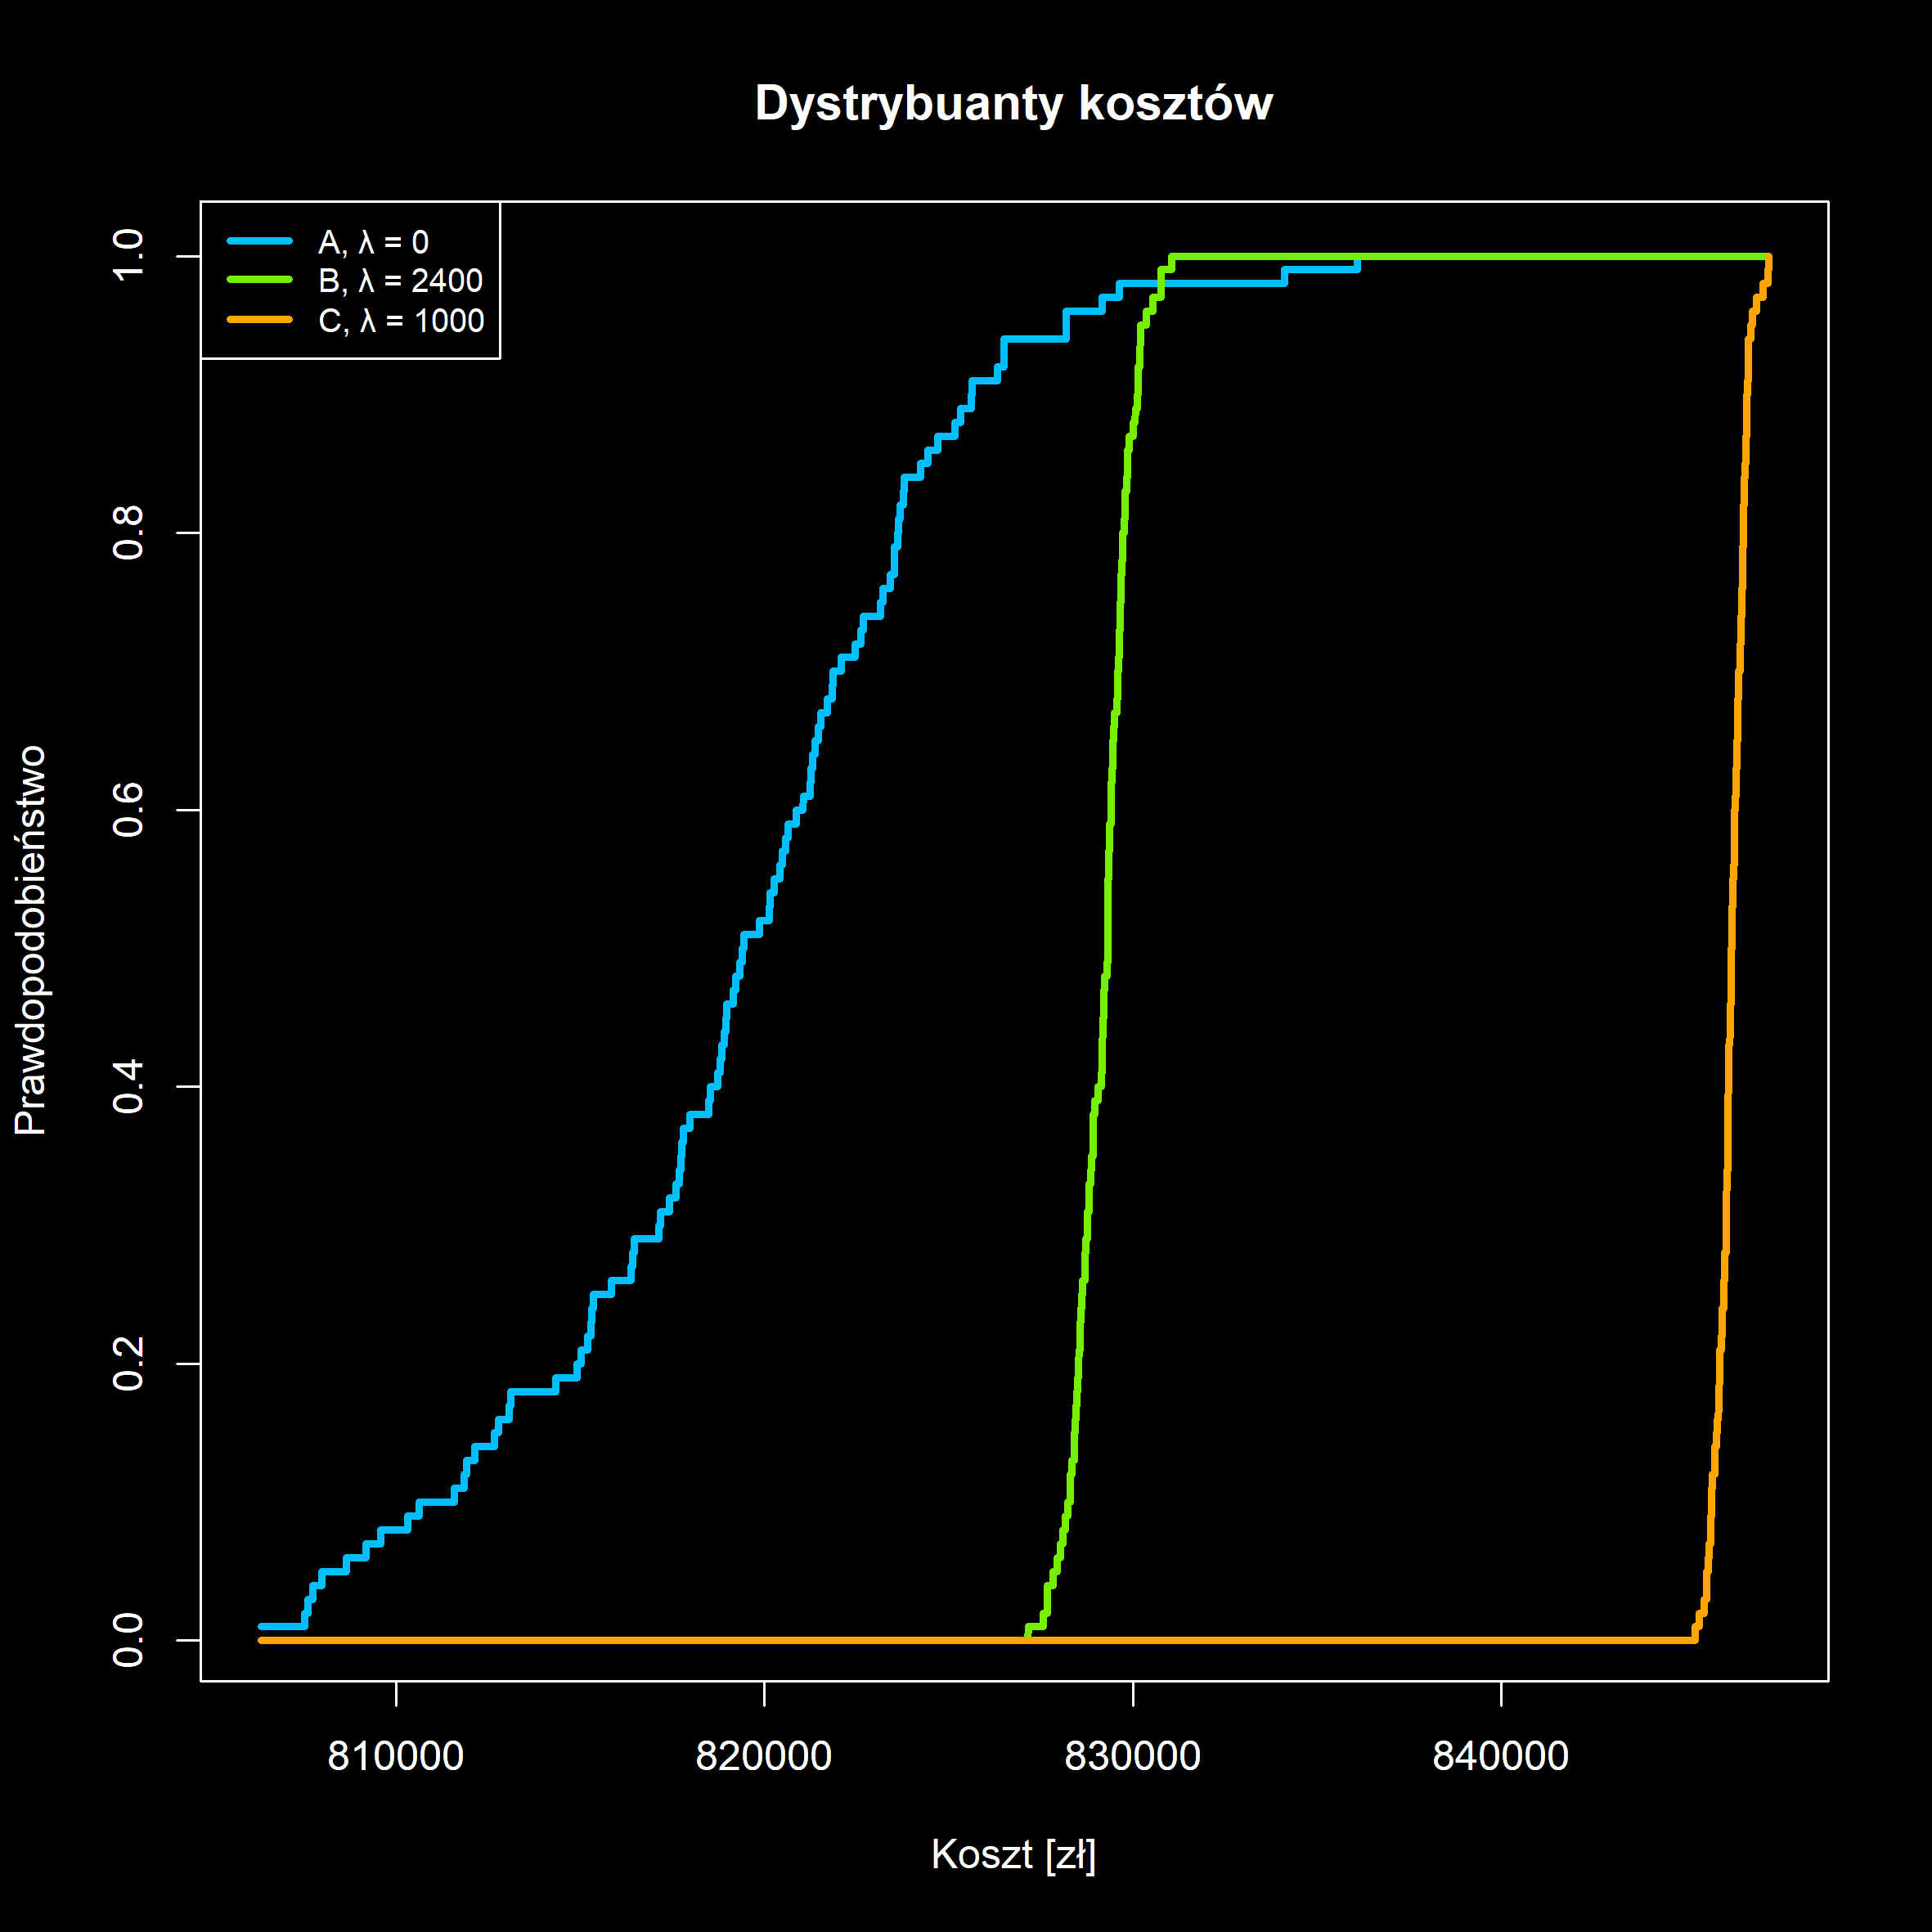 Dystrybuanty kosztów
A, λ = 0
B, λ = 2400
C, λ = 1000
1.0
0.8
0.6
0.4
0.2
0.0
Prawdopodobieństwo
810000 820000 830000 840000
Koszt [zł]